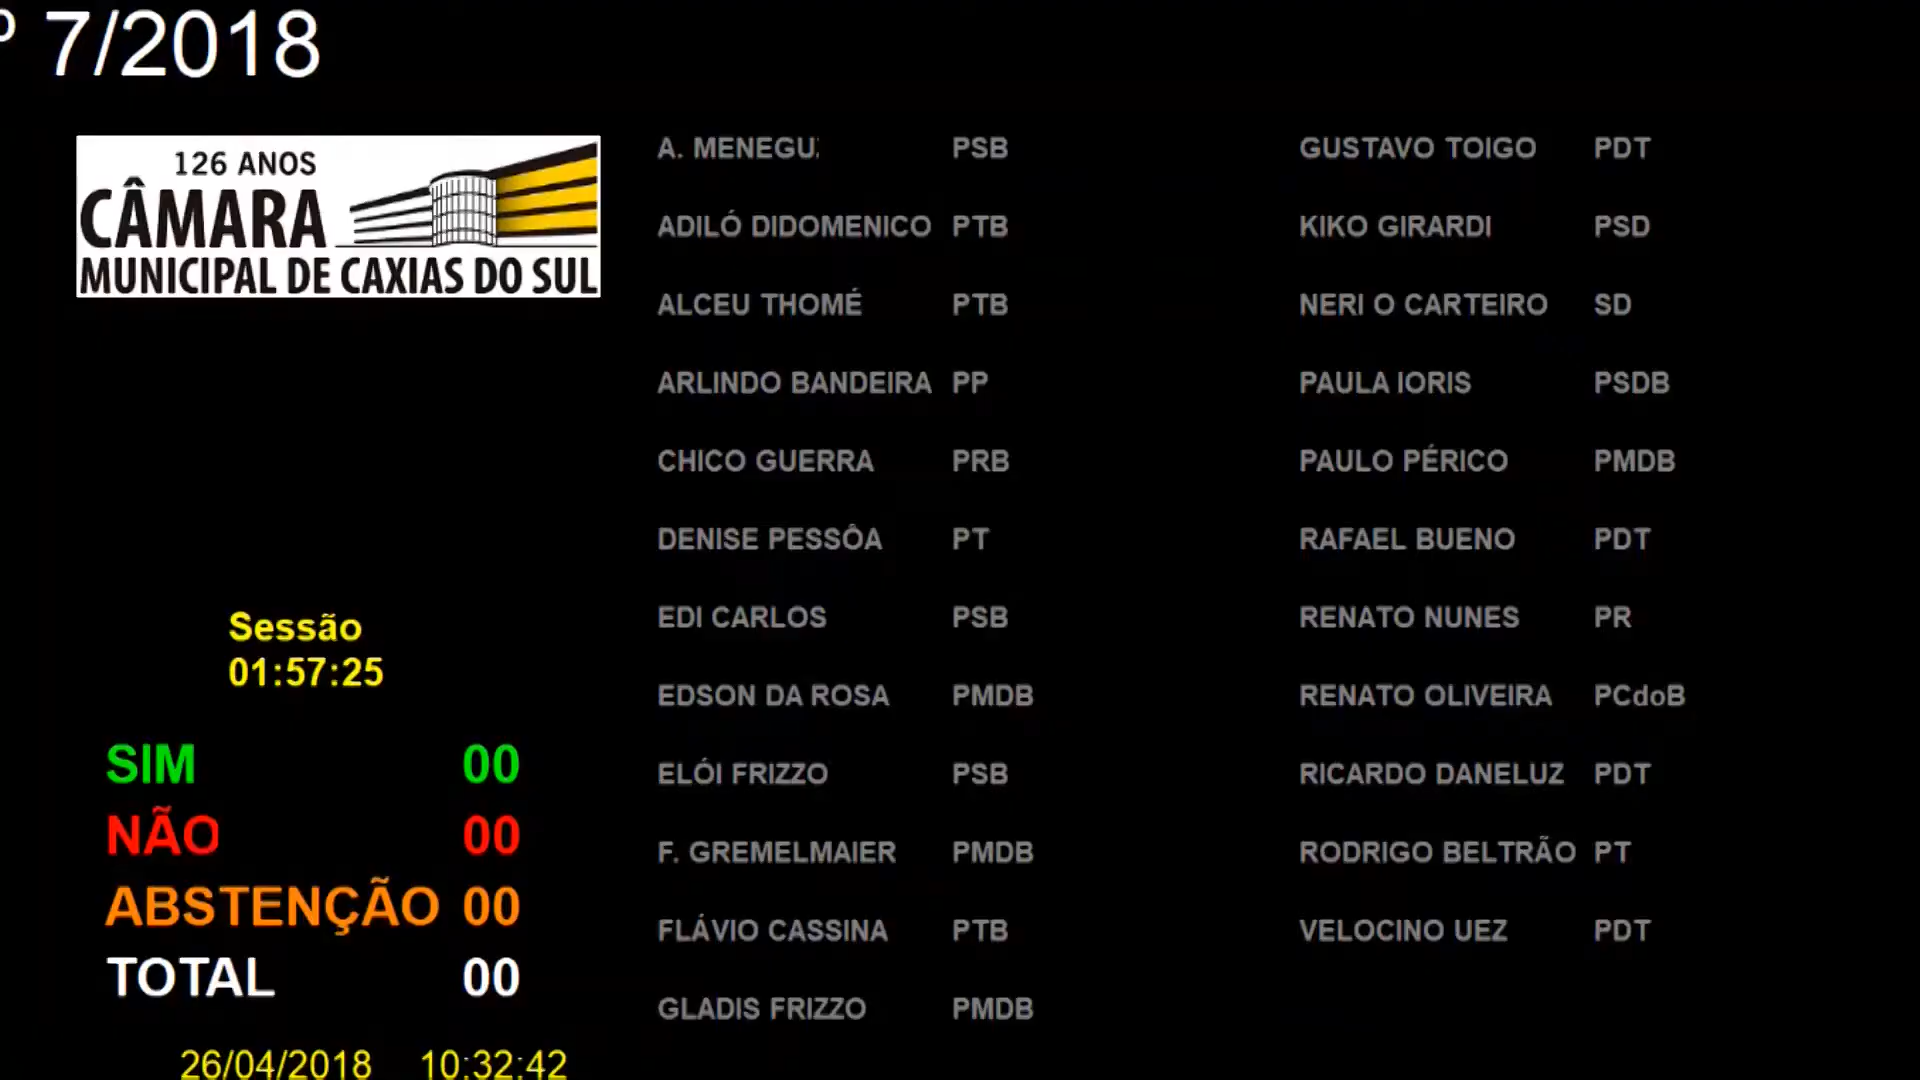 º 7/2018
126 ANOS
CÂMARA
MUNICIPAL DE CAXIAS DO SUL
Sessão
01:57:25
SIM 00
NÃO 00
ABSTENÇÃO 00
TOTAL 00
26/04/2018 10:32:42
A. MENEGU PSB
ADILÓ DIDOMENICO PTB
ALCEU THOMÉ PTB
ARLINDO BANDEIRA PP
CHICO GUERRA PRB
DENISE PESSÔA PT
EDI CARLOS PSB
EDSON DA ROSA PMDB
ELÓI FRIZZO PSB
F. GREMELMAIER PMDB
FLÁVIO CASSINA PTB
GLADIS FRIZZO PMDB
GUSTAVO TOIGO PDT
KIKO GIRARDI PSD
NERI O CARTEIRO SD
PAULA IORIS PSDB
PAULO PÉRICO PMDB
RAFAEL BUENO PDT
RENATO NUNES PR
RENATO OLIVEIRA PCdoB
RICARDO DANELUZ PDT
RODRIGO BELTRÃO PT
VELOCINO UEZ PDT